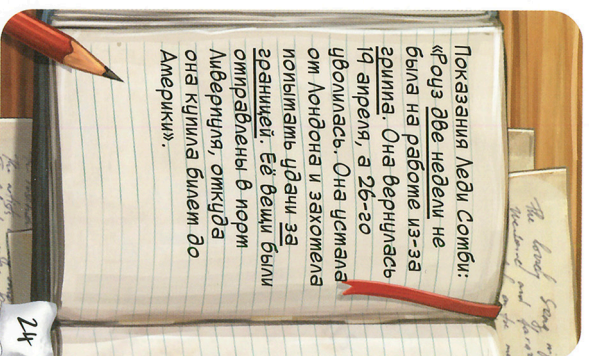 Показания Леди Сотби:
«Роуз две недели не
была на работе из-за
гриппа. Она вернулась
19 апреля, а 26-го
уволилась. Она устала
от Лондона и захотела
попытать удачи за
границей. Её вещи были
отправлены в порт
Ливерпуля, откуда
она купила билет до
Америки».
24
The lovely